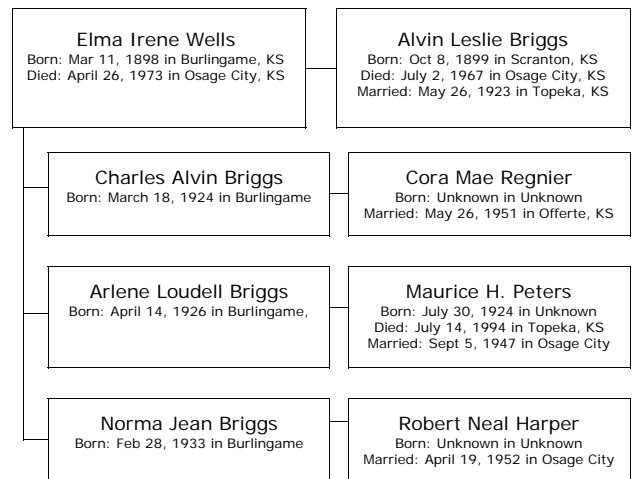 Elma Irene Wells
Born: Mar 11, 1898 in Burlingame, KS
Died: April 26, 1973 in Osage City, KS
Alvin Leslie Briggs
Born: Oct 8, 1899 in Scranton, KS
Died: July 2, 1967 in Osage City, KS
Married: May 26, 1923 in Topeka, KS
Charles Alvin Briggs
Born: March 18, 1924 in Burlingame
Cora Mae Regnier
Born: Unknown in Unknown
Married: May 26, 1951 in Offerte, KS
Arlene Loudell Briggs
Born: April 14, 1926 in Burlingame,
Maurice H. Peters
Born: July 30, 1924 in Unknown
Died: July 14, 1994 in Topeka, KS
Married: Sept 5, 1947 in Osage City
Norma Jean Briggs
Born: Feb 28, 1933 in Burlingame
Robert Neal Harper
Born: Unknown in Unknown
Married: April 19, 1952 in Osage City